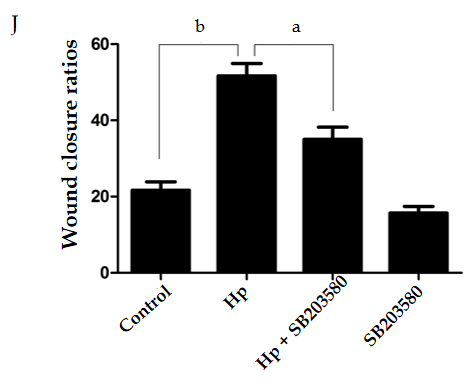 J
b
a
Wound closure ratios
60
40
20
0
Control
Hp
Hp + SB203580
SB203580